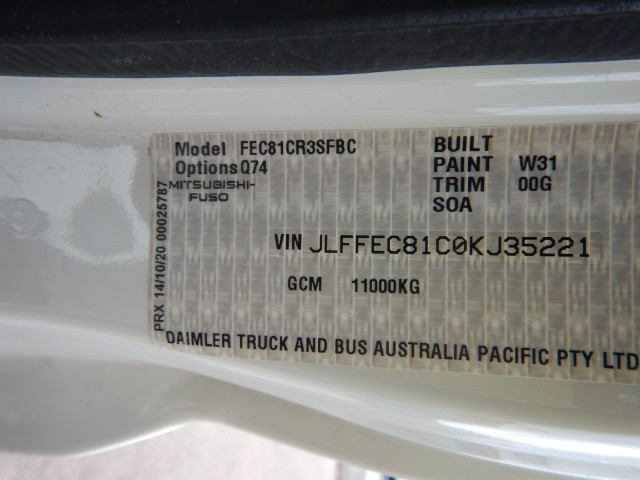 Model FEC81CR3SFBC
Options Q74
MITSUBISHI-
FUSO
BUILT
PAINT W31
TRIM 00G
SOA
VIN JLFFEC81C0KJ35221
GCM 11000KG
PRX 14/10/20 00025787
DAIMLER TRUCK AND BUS AUSTRALIA PACIFIC PTY LTD